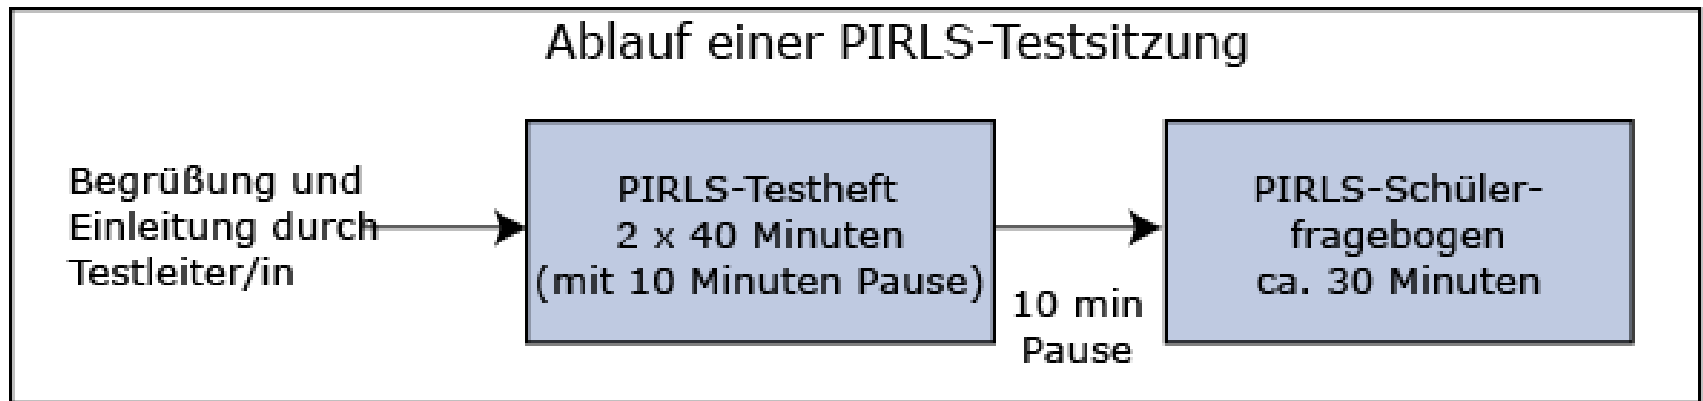 Ablauf einer PIRLS-Testsitzung
Begrüßung und
Einleitung durch
Testleiter/in
PIRLS-Testheft
2 x 40 Minuten
(mit 10 Minuten Pause)
10 min
Pause
PIRLS-Schüler-
fragebogen
ca. 30 Minuten